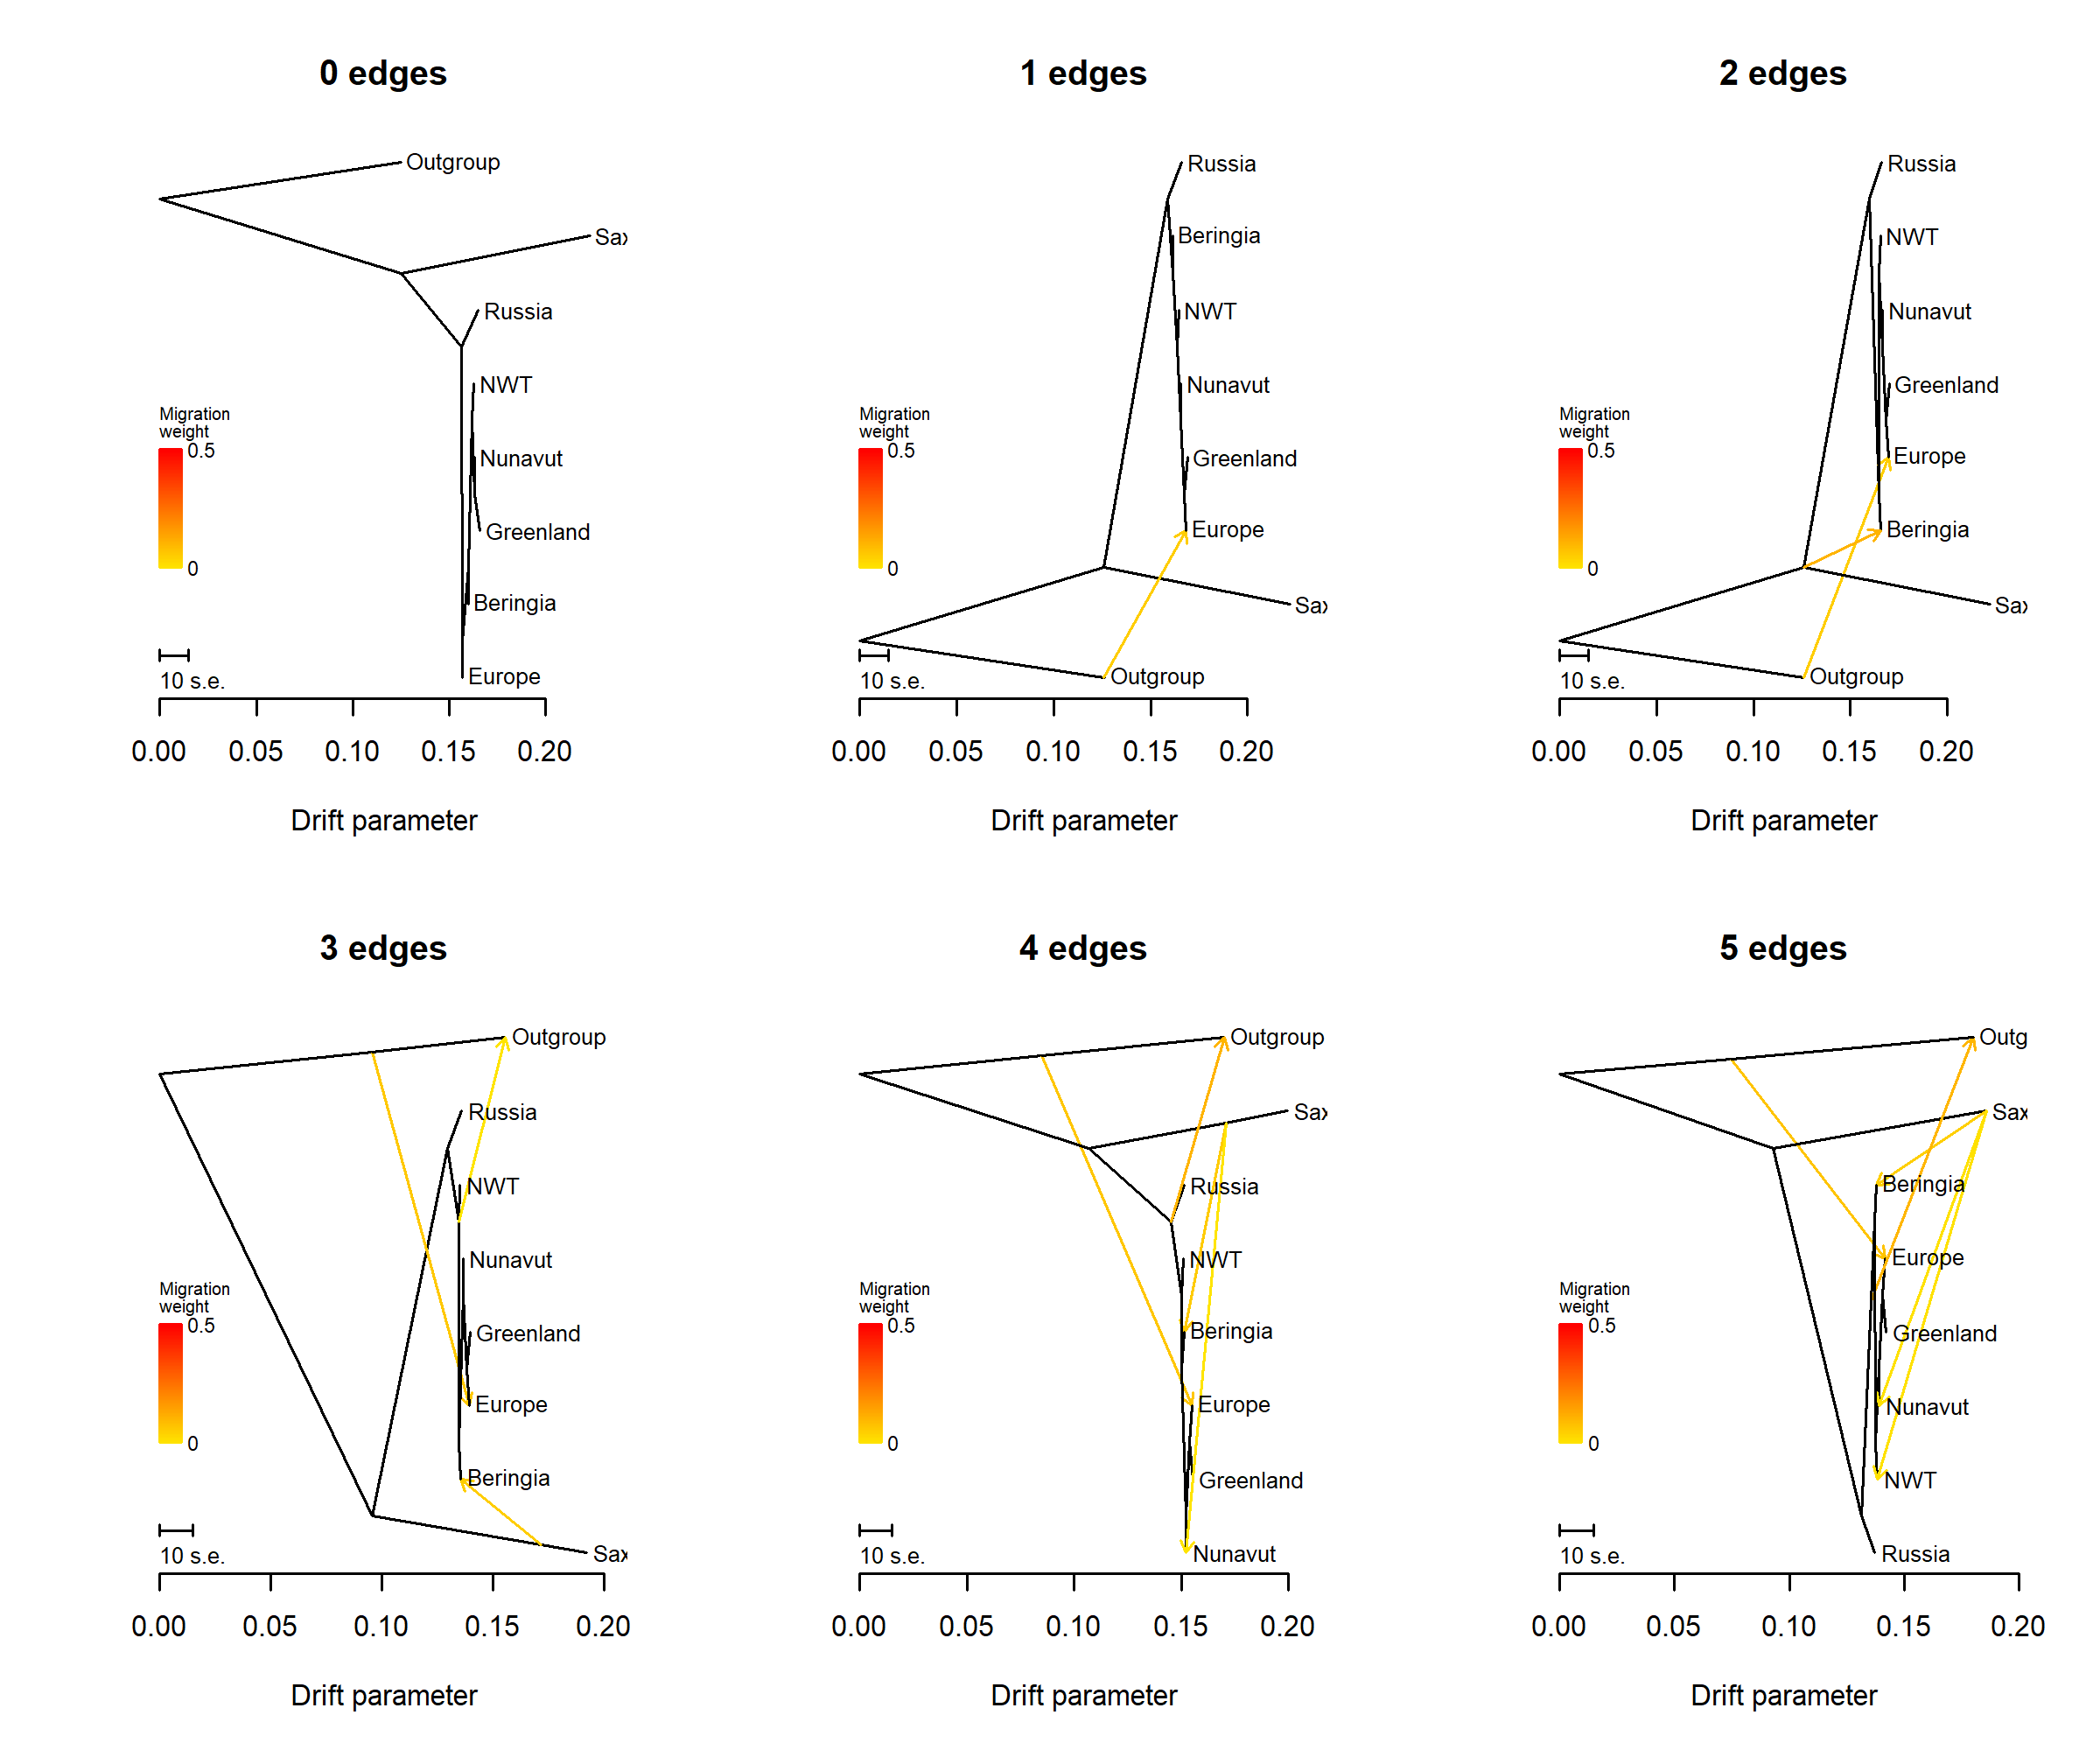 0 edges
Outgroup
Sax
Russia
NWT
Migration
weight
0.5
Nunavut
Greenland
0
Beringia
Europe
10 s.e.
0.00 0.05 0.10 0.15 0.20
Drift parameter
1 edges
Russia
Beringia
NWT
Nunavut
Migration
weight
0.5
Greenland
Europe
0
Sax
Outgroup
10 s.e.
0.00 0.05 0.10 0.15 0.20
Drift parameter
2 edges
Russia
NWT
Nunavut
Greenland
Migration
weight
0.5
Europe
Beringia
0
Sax
Outgroup
10 s.e.
0.00 0.05 0.10 0.15 0.20
Drift parameter
3 edges
Outgroup
Russia
NWT
Nunavut
Migration
weight
0.5
Greenland
Europe
0
Beringia
10 s.e.
Sax
0.00 0.05 0.10 0.15 0.20
Drift parameter
4 edges
Outgroup
Sax
Russia
NWT
Migration
weight
0.5
Beringia
Europe
0
Greenland
10 s.e.
Nunavut
0.00 0.05 0.10 0.15 0.20
Drift parameter
5 edges
Outg
Sax
Beringia
Europe
Migration
weight
0.5
Greenland
Nunavut
0
NWT
10 s.e.
Russia
0.00 0.05 0.10 0.15 0.20
Drift parameter